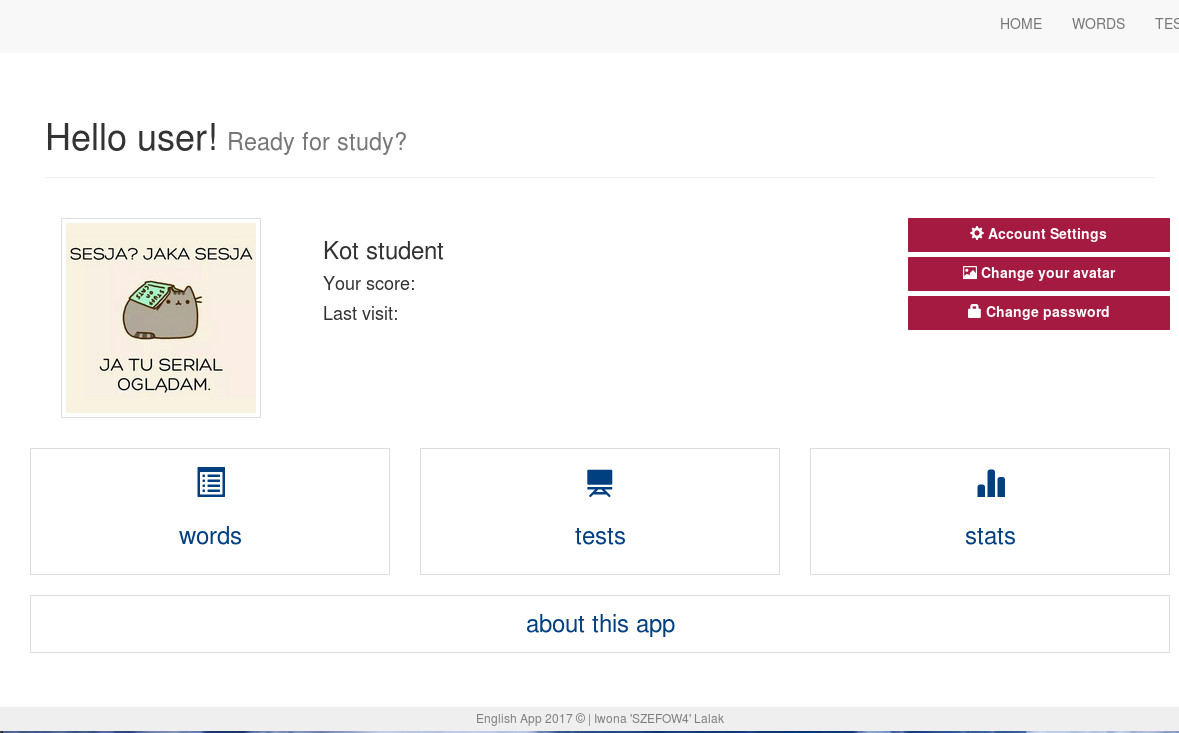 HOME WORDS
Hello user! Ready for study?
SESJA? JAKA SESJA
JA TU SERIAL
OGLĄDAM.
Kot student
Your score:
Last visit:
Account Settings
Change your avatar
Change password
words
tests
stats
about this app
English App 2017 © | Iwona 'SZEFOW4' Lalak